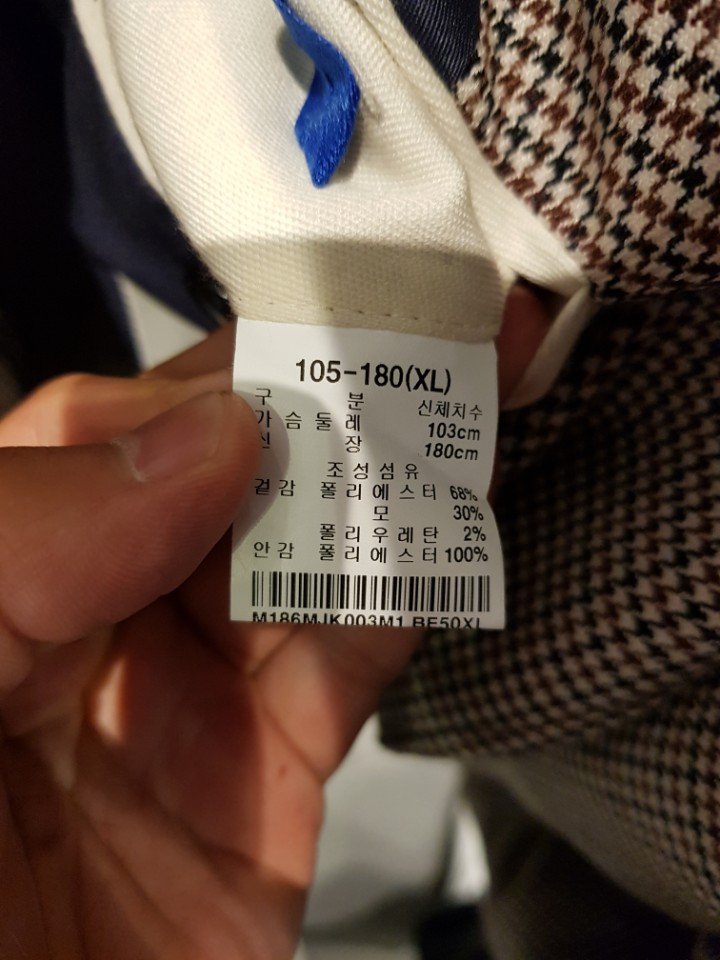 105-180(XL)
구 분 신체치수
가슴둘레 103cm
신 장 180cm
조성섬유
겉감 폴리에스터 68%
모 30%
폴리우레탄 2%
안감 폴리에스터 100%
M186MJK003M1 BE50XL